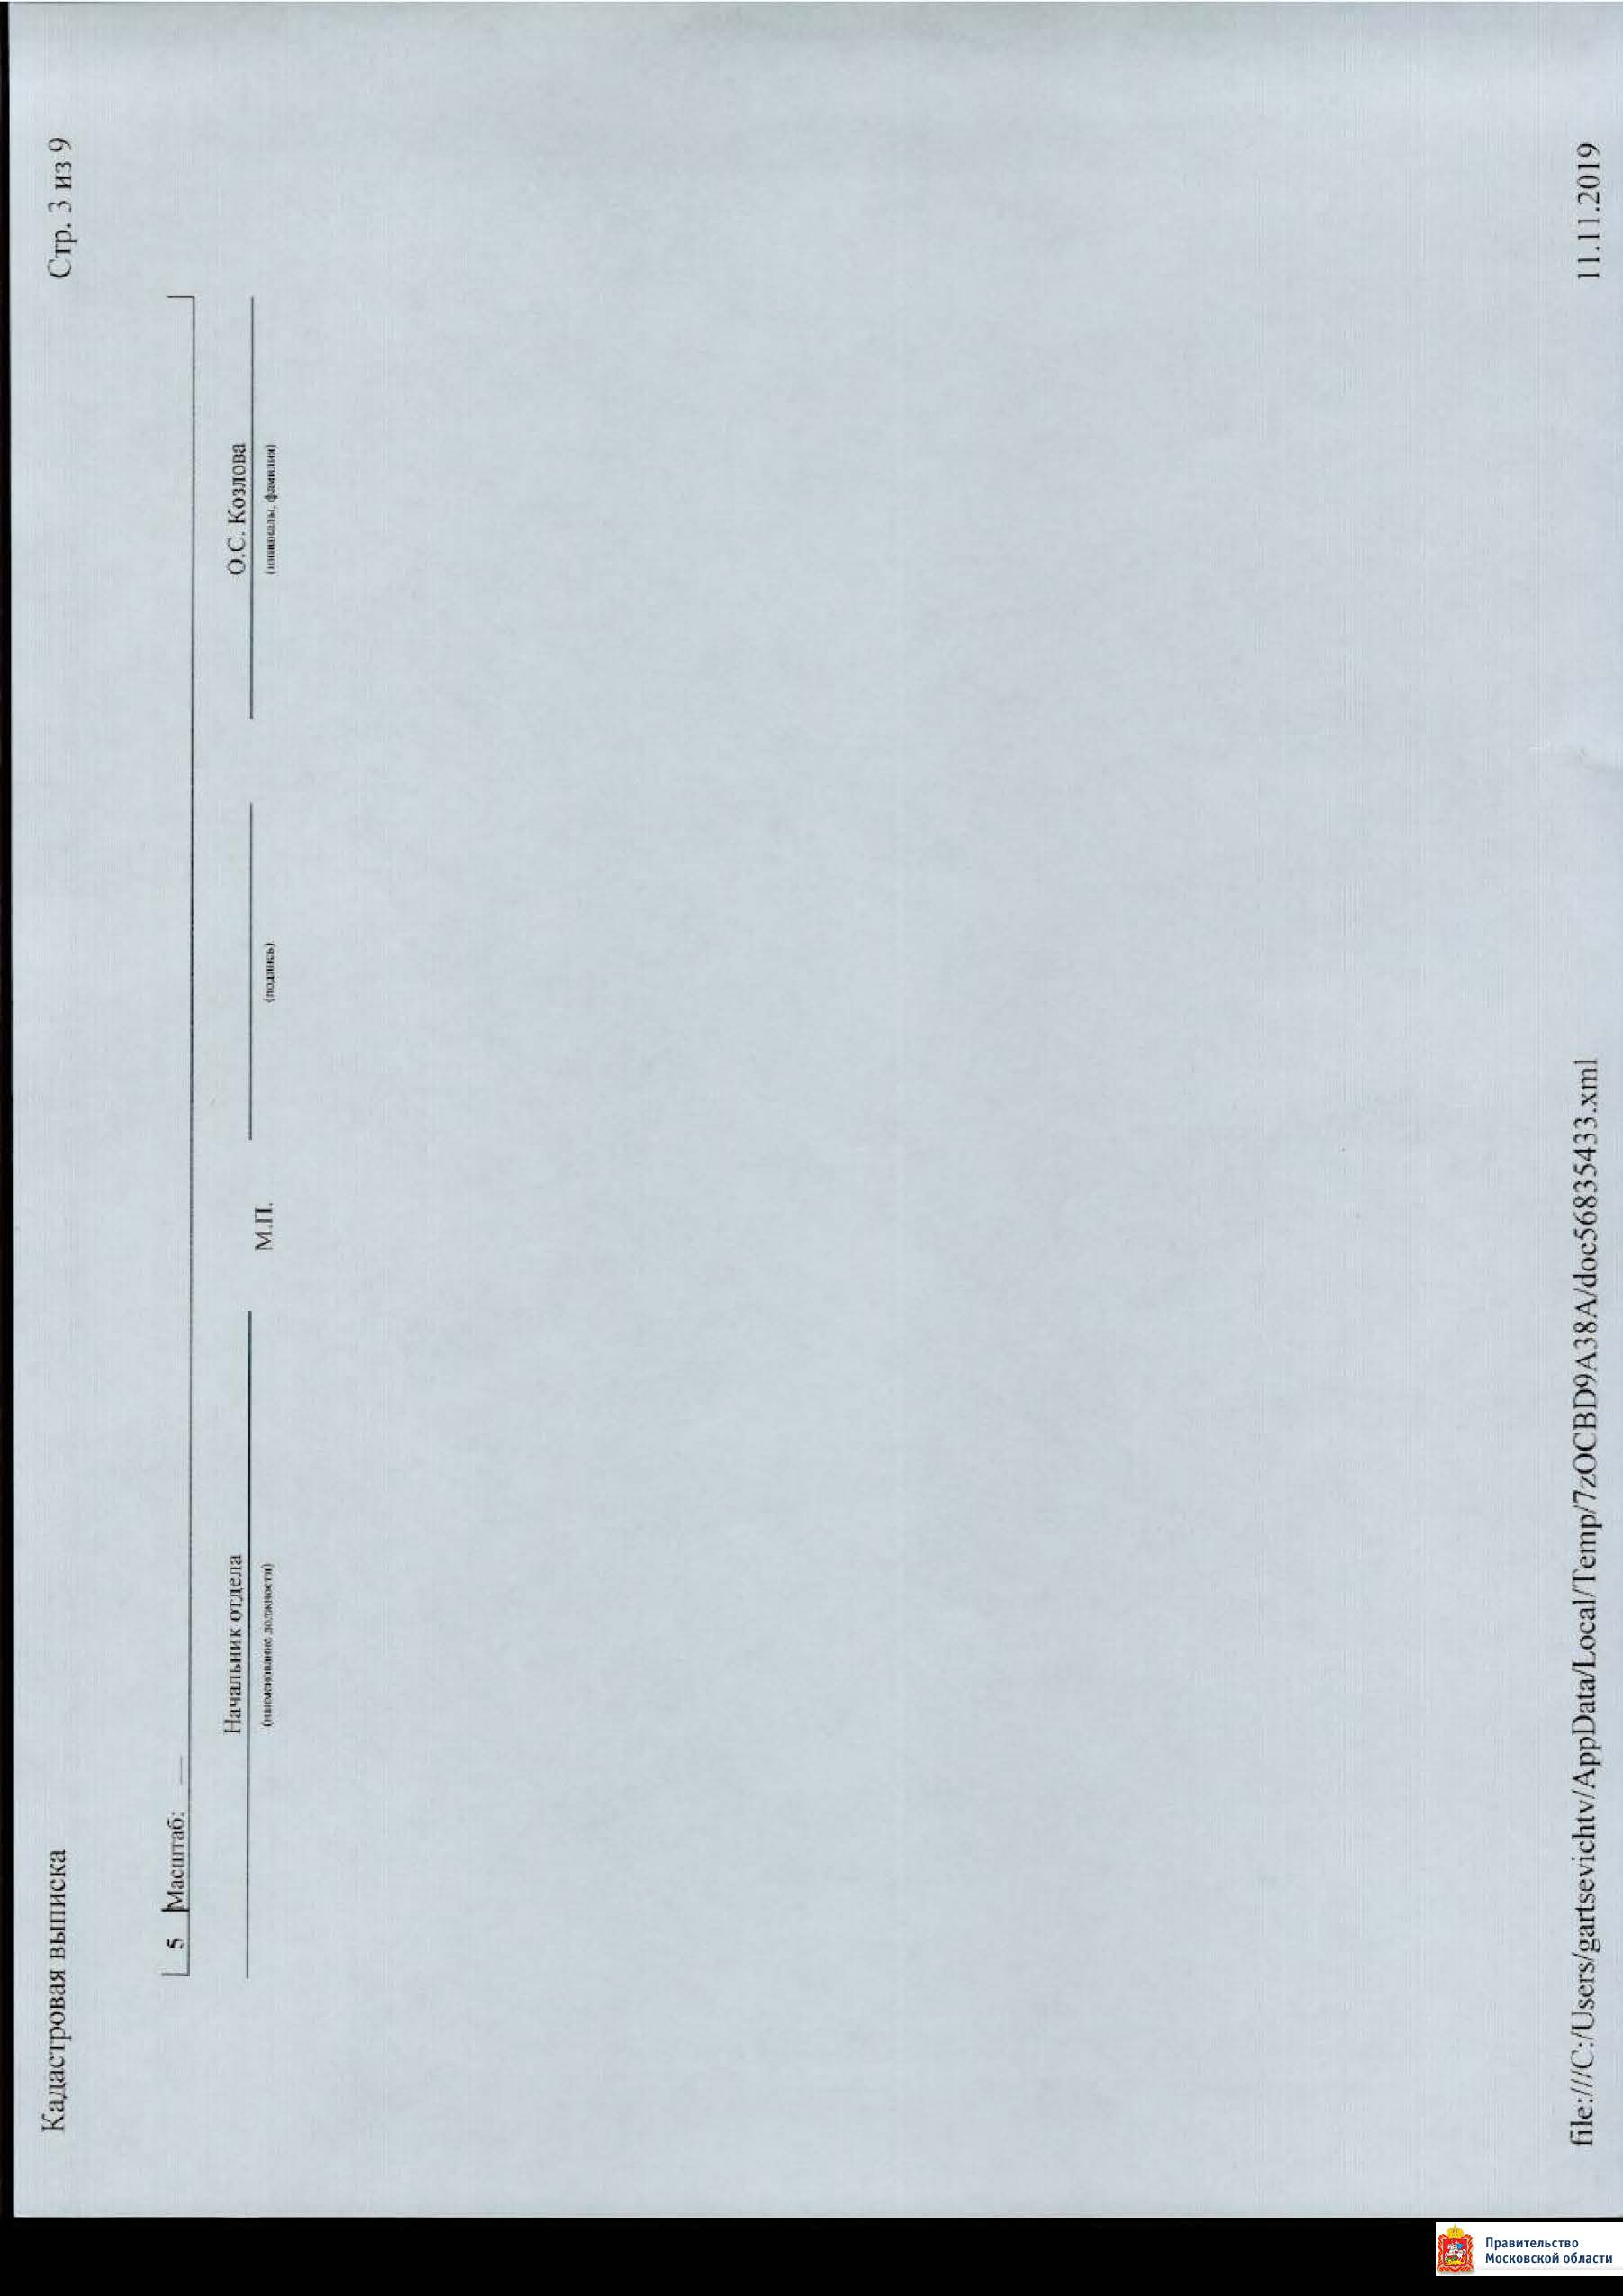 Кадастровая выписка Стр. 3 из 9
5 Масштаб: —
Начальник отдела О.С. Козлова
(наименование должности) М.П. (подпись) (инициалы, фамилия)
file:///C:/Users/gartsevichtv/AppData/Local/Temp/7zOCBD9A38A/doc56835433.xml 11.11.2019
Правительство
Московской области